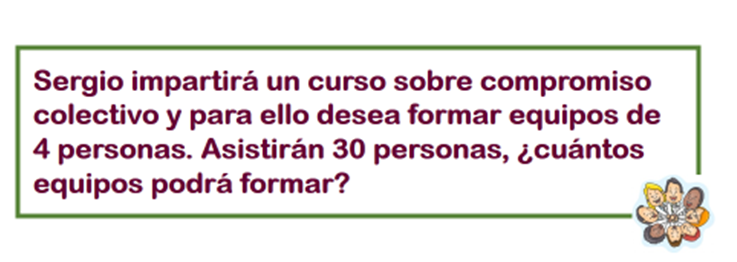 Sergio impartirá un curso sobre compromiso
colectivo y para ello desea formar equipos de
4 personas. Asistirán 30 personas, ¿cuántos
equipos podrá formar?